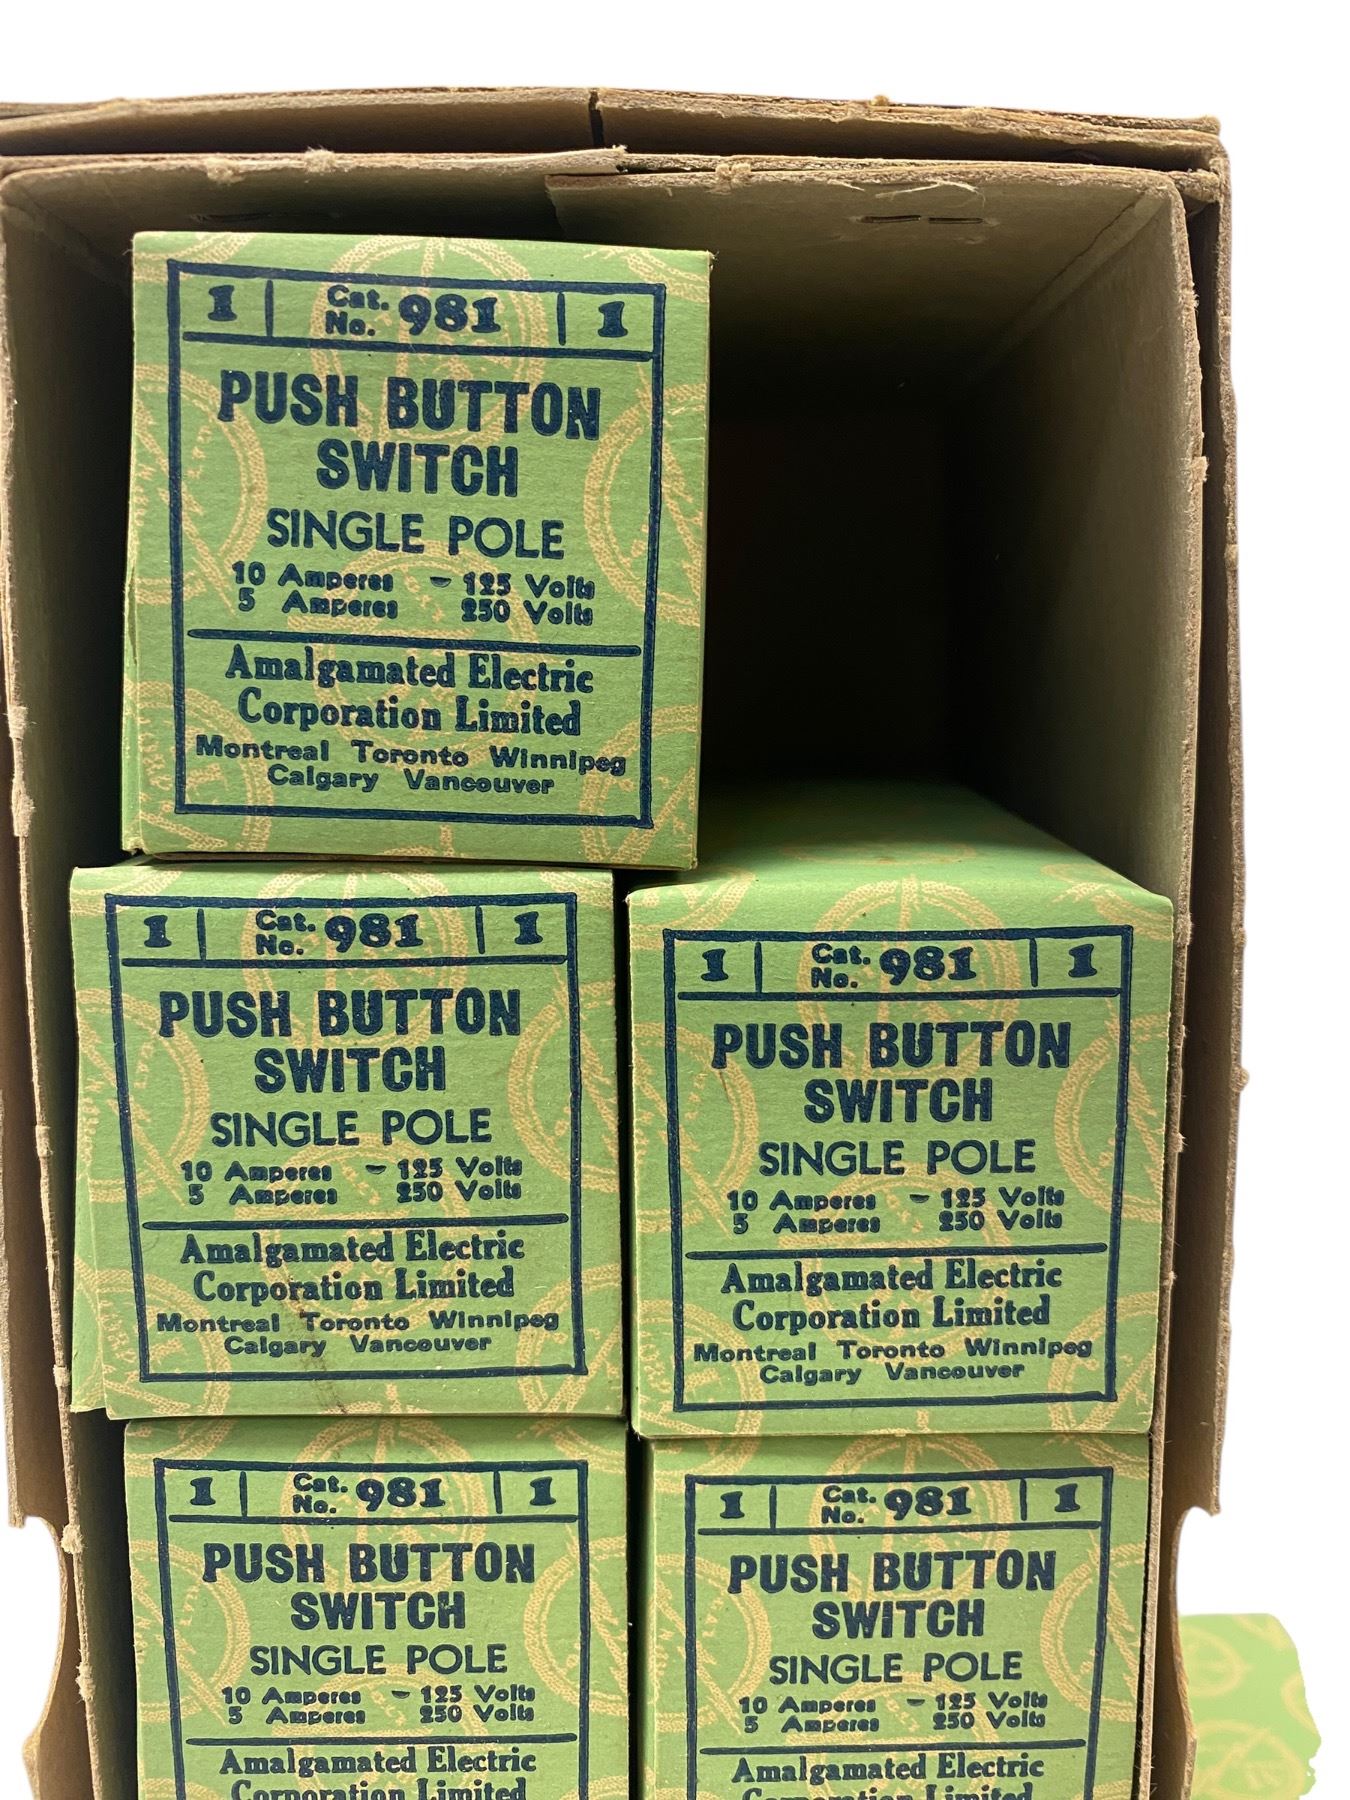 1 Cat. No. 981 1
PUSH BUTTON
SWITCH
SINGLE POLE
10 Amperes - 125 Volts
5 Amperes 250 Volts
Amalgamated Electric
Corporation Limited
Montreal Toronto Winnipeg
Calgary Vancouver
1 Cat. No. 981 1
PUSH BUTTON
SWITCH
SINGLE POLE
10 Amperes - 125 Volts
5 Amperes 250 Volts
Amalgamated Electric
Corporation Limited
Montreal Toronto Winnipeg
Calgary Vancouver
1 Cat. No. 981 1
PUSH BUTTON
SWITCH
SINGLE POLE
10 Amperes - 125 Volts
5 Amperes 250 Volts
Amalgamated Electric
Corporation Limited
Montreal Toronto Winnipeg
Calgary Vancouver
1 Cat. No. 981 1
PUSH BUTTON
SWITCH
SINGLE POLE
10 Amperes - 125 Volts
5 Amperes 250 Volts
Amalgamated Electric
Corporation Limited
1 Cat. No. 981 1
PUSH BUTTON
SWITCH
SINGLE POLE
10 Amperes - 125 Volts
5 Amperes 250 Volts
Amalgamated Electric
Corporation Limited